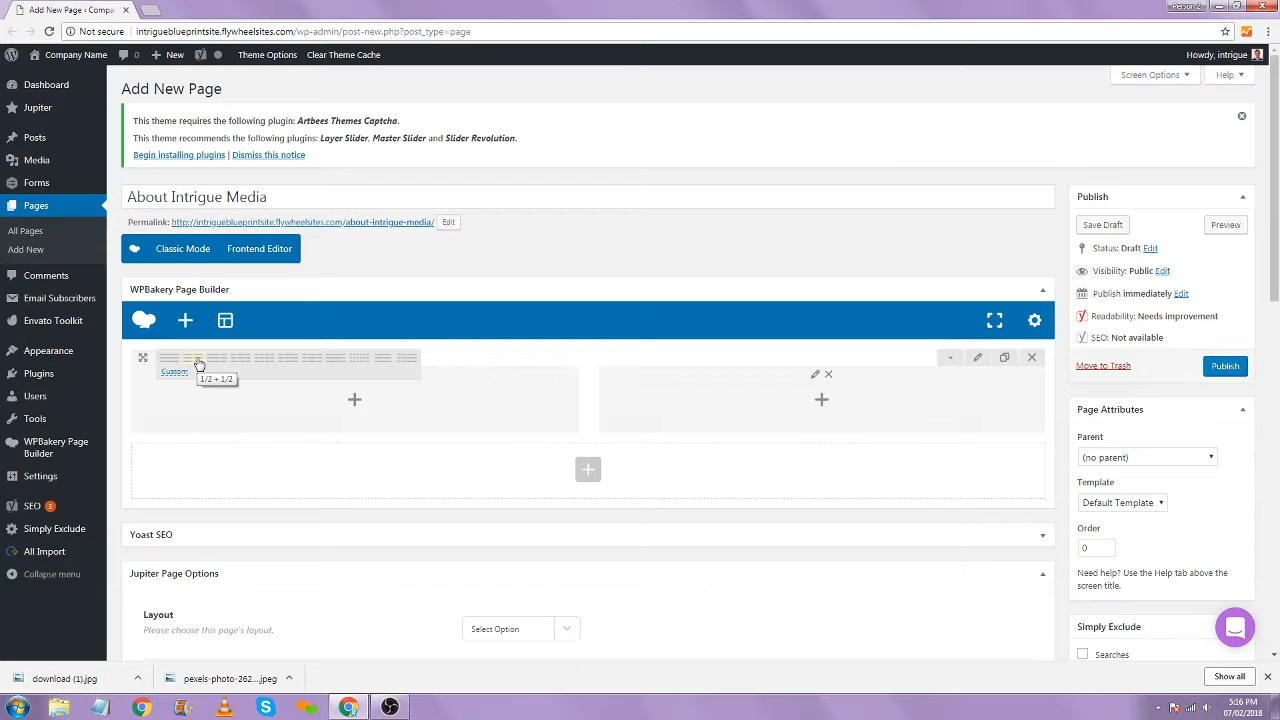 Add New Page ‹ Compa
Person 2
Not secure
intrigueblueprintsite.flywheelsites.com/wp-admin/post-new.php?post_type=page
Company Name
0
New
Theme Options
Clear Theme Cache
Howdy, intrigue
Dashboard
Jupiter
Posts
Media
Forms
Pages
All Pages
Add New
Comments
Email Subscribers
Envato Toolkit
Appearance
Plugins
Users
Tools
WPBakery Page
Builder
Settings
SEO 3
Simply Exclude
All Import
Collapse menu
Add New Page
Screen Options
Help
This theme requires the following plugin: Artbees Themes Captcha.
This theme recommends the following plugins: Layer Slider, Master Slider and Slider Revolution.
Begin installing plugins | Dismiss this notice
About Intrigue Media
Permalink: http://intrigueblueprintsite.flywheelsites.com/about-intrigue-media/ Edit
Classic Mode
Frontend Editor
WPBakery Page Builder
Custom
1/2 + 1/2
Yoast SEO
Jupiter Page Options
Layout
Please choose this page's layout.
Select Option
Publish
Save Draft
Preview
Status: Draft Edit
Visibility: Public Edit
Publish immediately Edit
Readability: Needs improvement
SEO: Not available
Move to Trash
Publish
Page Attributes
Parent
(no parent)
Template
Default Template
Order
0
Need help? Use the Help tab above the
screen title.
Simply Exclude
Searches
download (1).jpg
pexels-photo-262....jpeg
Show all
5:16 PM
07/02/2018